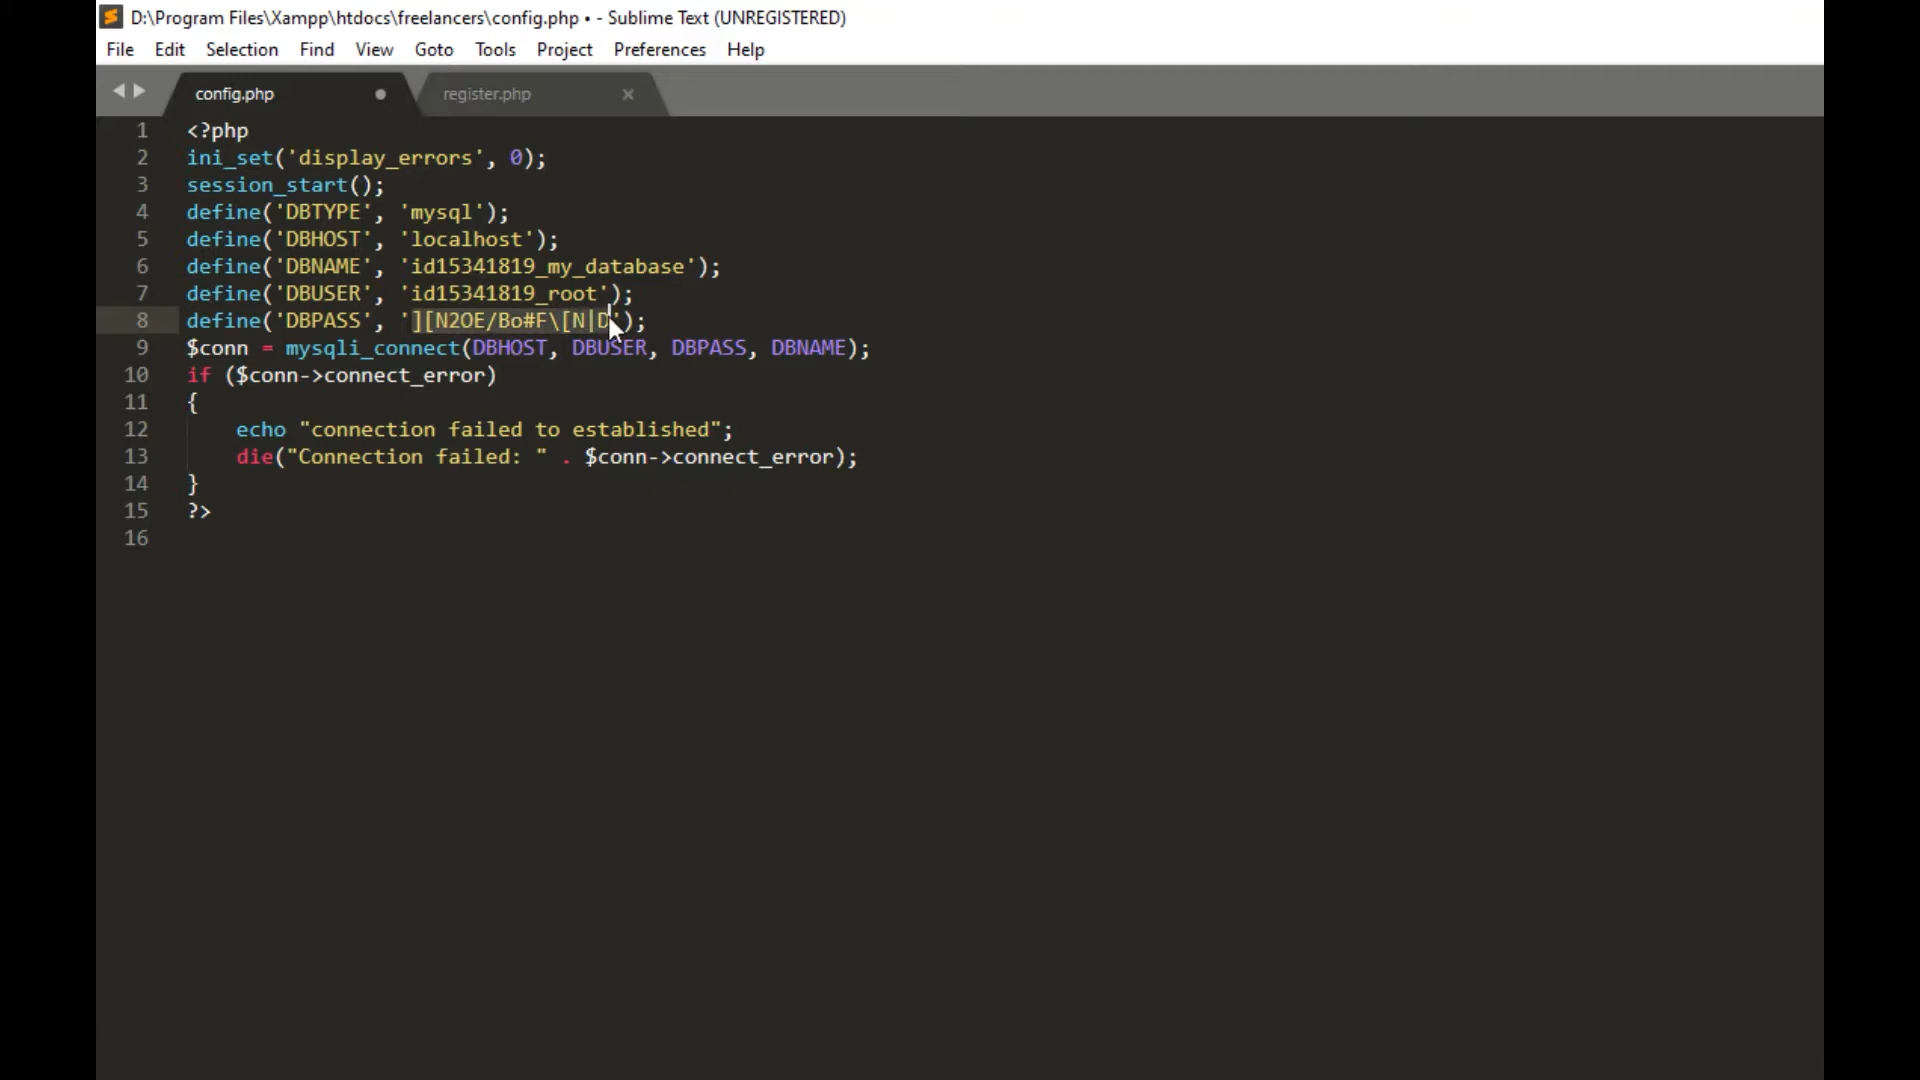 D:\Program Files\Xampp\htdocs\freelancers\config.php • - Sublime Text (UNREGISTERED)
File Edit Selection Find View Goto Tools Project Preferences Help
config.php register.php
1 <?php
2 ini_set('display_errors', 0);
3 session_start();
4 define('DBTYPE', 'mysql');
5 define('DBHOST', 'localhost');
6 define('DBNAME', 'id15341819_my_database');
7 define('DBUSER', 'id15341819_root');
8 define('DBPASS', '][N2OE/Bo#F\[N|D');
9 $conn = mysqli_connect(DBHOST, DBUSER, DBPASS, DBNAME);
10 if ($conn->connect_error)
11 {
12     echo "connection failed to established";
13     die("Connection failed: " . $conn->connect_error);
14 }
15 ?>
16